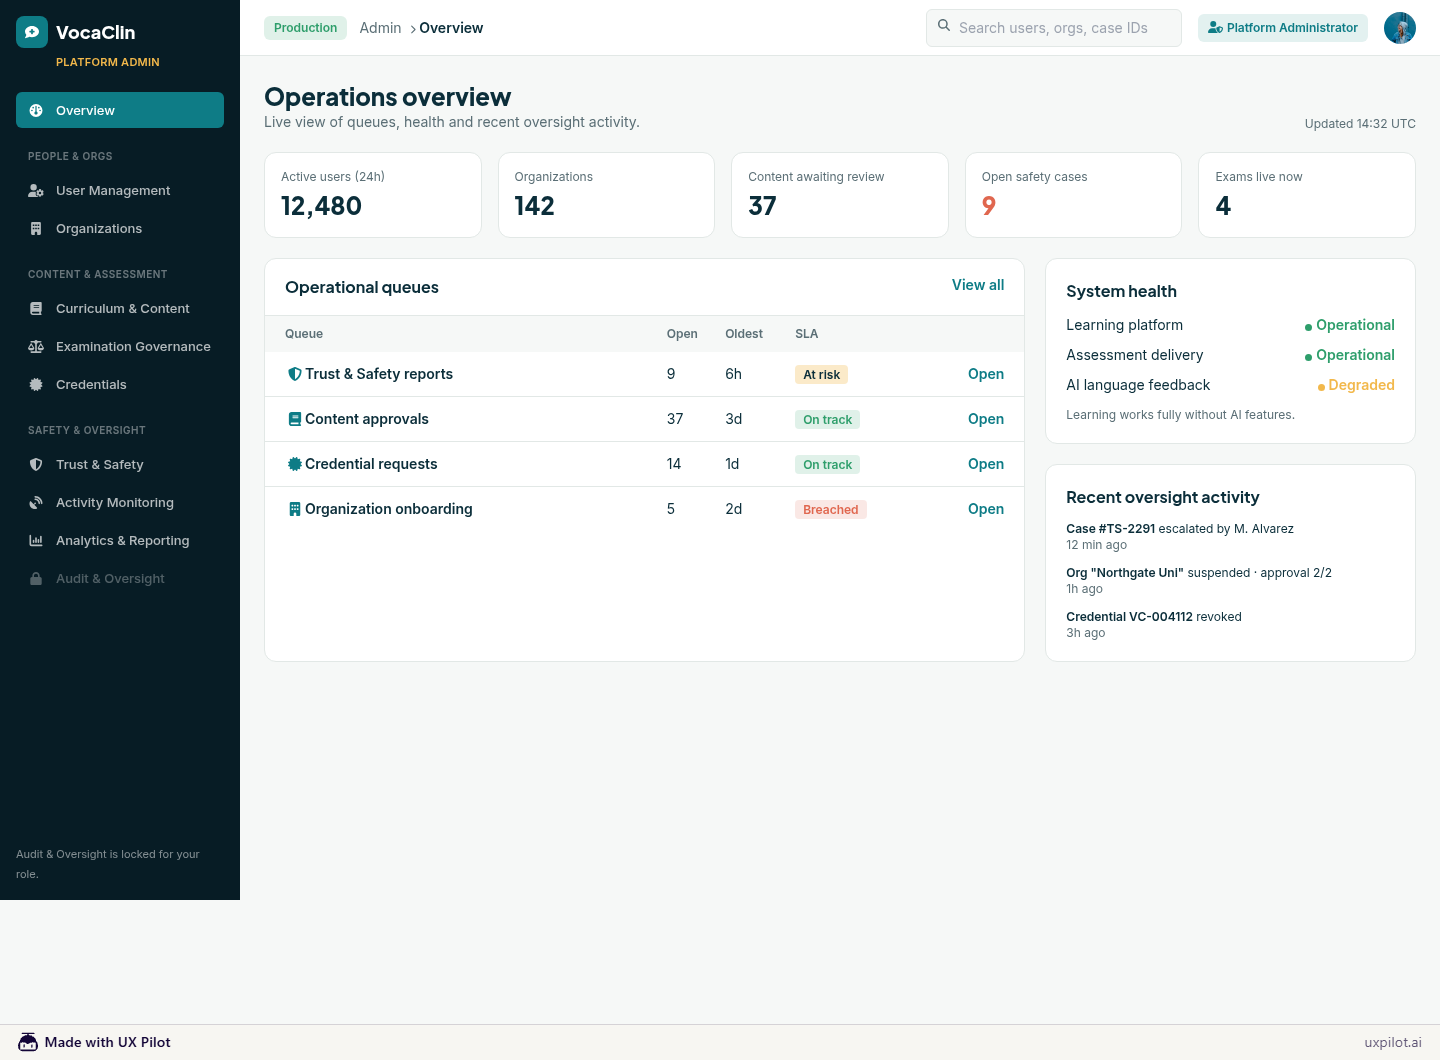 VocaClin
PLATFORM ADMIN
Overview
PEOPLE & ORGS
User Management
Organizations
CONTENT & ASSESSMENT
Curriculum & Content
Examination Governance
Credentials
SAFETY & OVERSIGHT
Trust & Safety
Activity Monitoring
Analytics & Reporting
Audit & Oversight
Audit & Oversight is locked for your
role.
Production Admin > Overview
Search users, orgs, case IDs
Platform Administrator
Operations overview
Live view of queues, health and recent oversight activity.
Updated 14:32 UTC
Active users (24h)
12,480
Organizations
142
Content awaiting review
37
Open safety cases
9
Exams live now
4
Operational queues
View all
Queue Open Oldest SLA
Trust & Safety reports 9 6h At risk Open
Content approvals 37 3d On track Open
Credential requests 14 1d On track Open
Organization onboarding 5 2d Breached Open
System health
Learning platform Operational
Assessment delivery Operational
AI language feedback Degraded
Learning works fully without AI features.
Recent oversight activity
Case #TS-2291 escalated by M. Alvarez
12 min ago
Org "Northgate Uni" suspended · approval 2/2
1h ago
Credential VC-004112 revoked
3h ago
Made with UX Pilot
uxpilot.ai